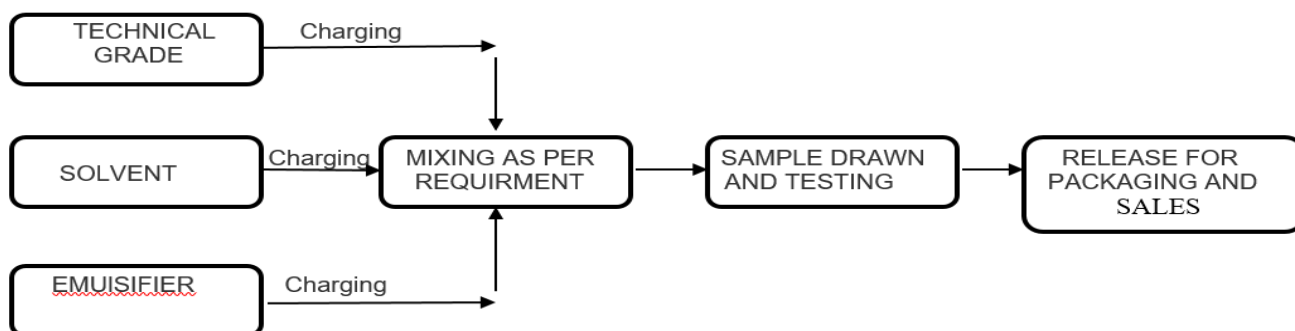 TECHNICAL
GRADE
Charging
SOLVENT
Charging
EMUISIFIER
Charging
MIXING AS PER
REQUIRMENT
SAMPLE DRAWN
AND TESTING
RELEASE FOR
PACKAGING AND
SALES